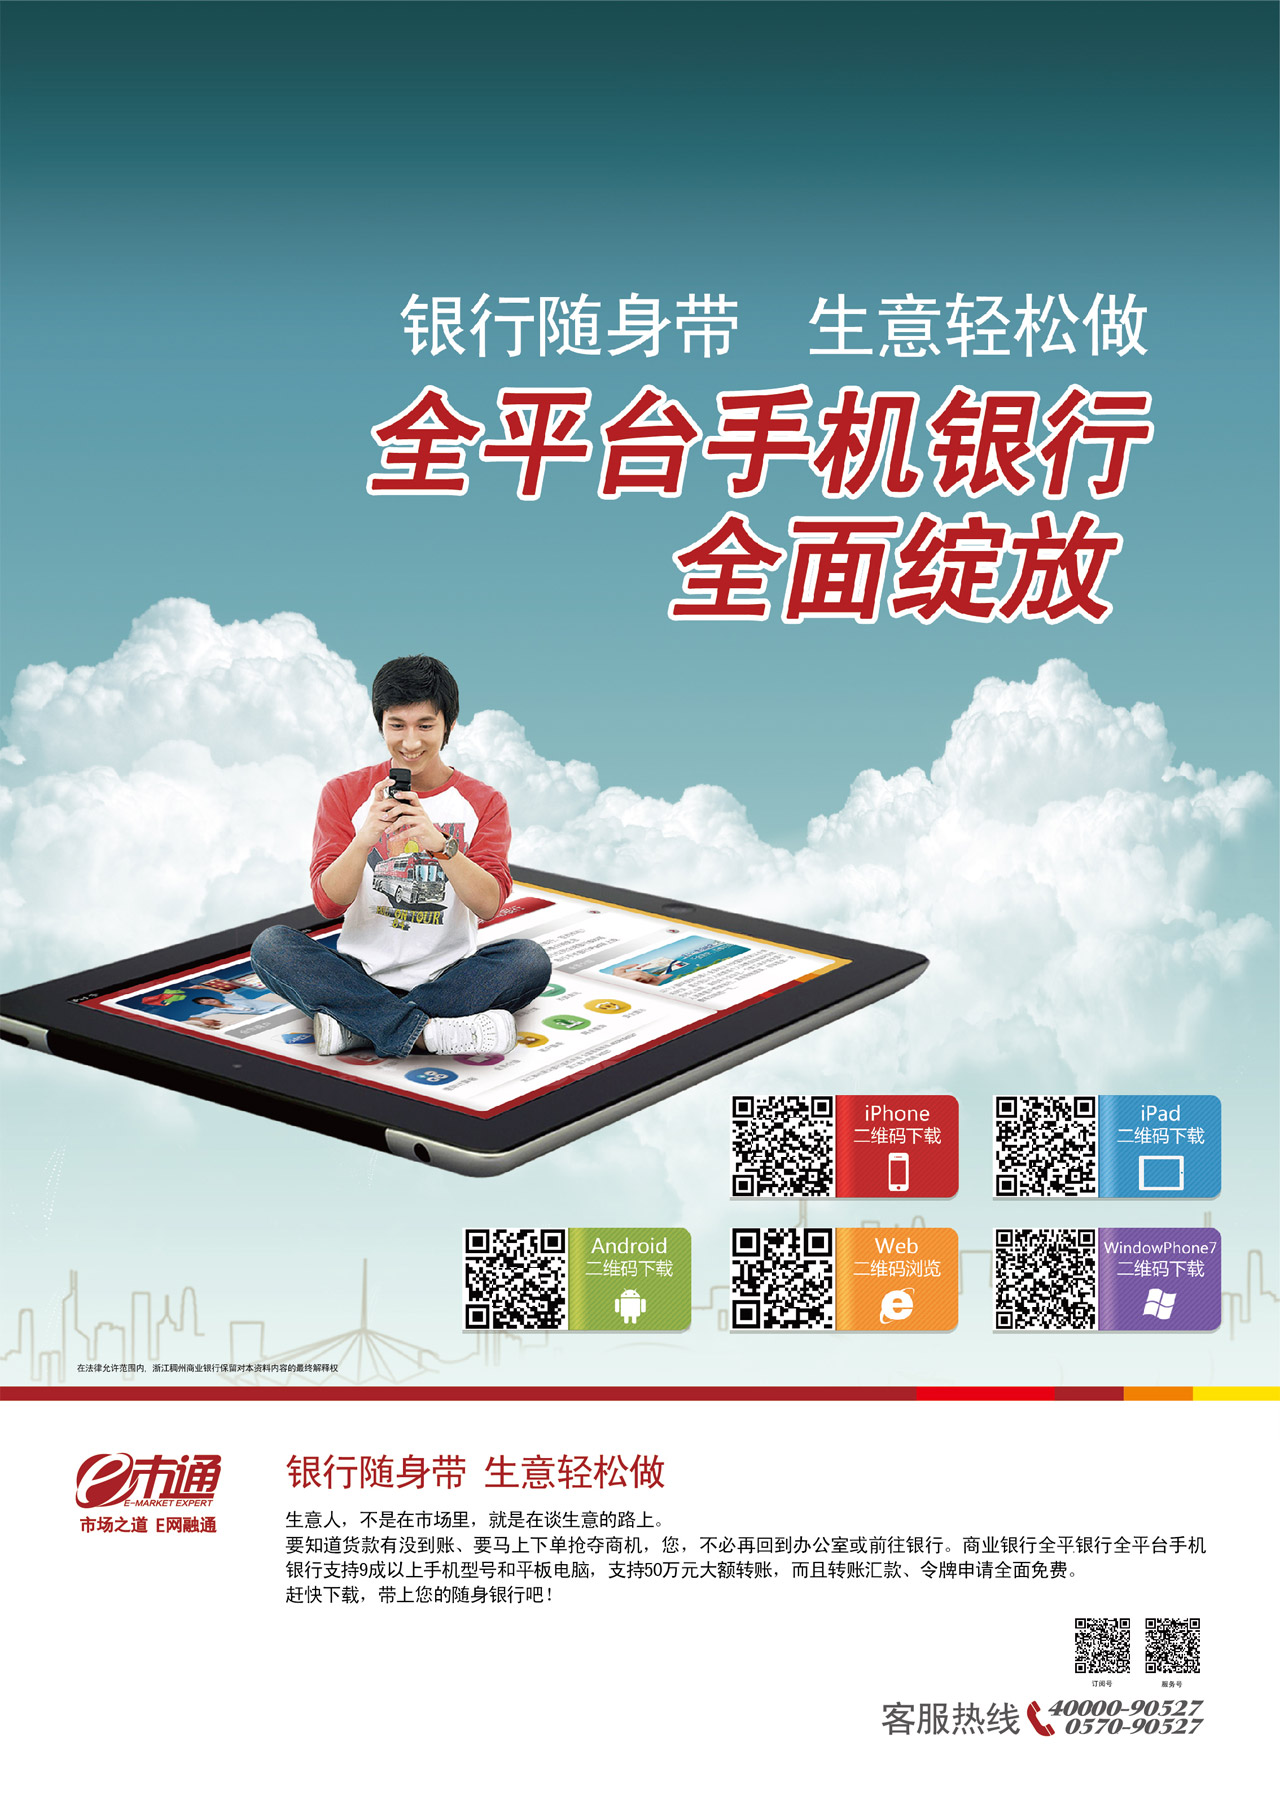 银行随身带　生意轻松做
全平台手机银行
全面绽放
iPhone
二维码下载
iPad
二维码下载
Android
二维码下载
Web
二维码浏览
WindowPhone7
二维码下载
在法律允许范围内，浙江稠州商业银行保留对本资料内容的最终解释权
e市通
E-MARKET EXPERT
市场之道 E网融通
银行随身带 生意轻松做
生意人，不是在市场里，就是在谈生意的路上。
要知道货款有没到账、要马上下单抢夺商机，您，不必再回到办公室或前往银行。商业银行全平银行全平台手机
银行支持9成以上手机型号和平板电脑，支持50万元大额转账，而且转账汇款、令牌申请全面免费。
赶快下载，带上您的随身银行吧！
订阅号
服务号
客服热线
40000-90527
0570-90527